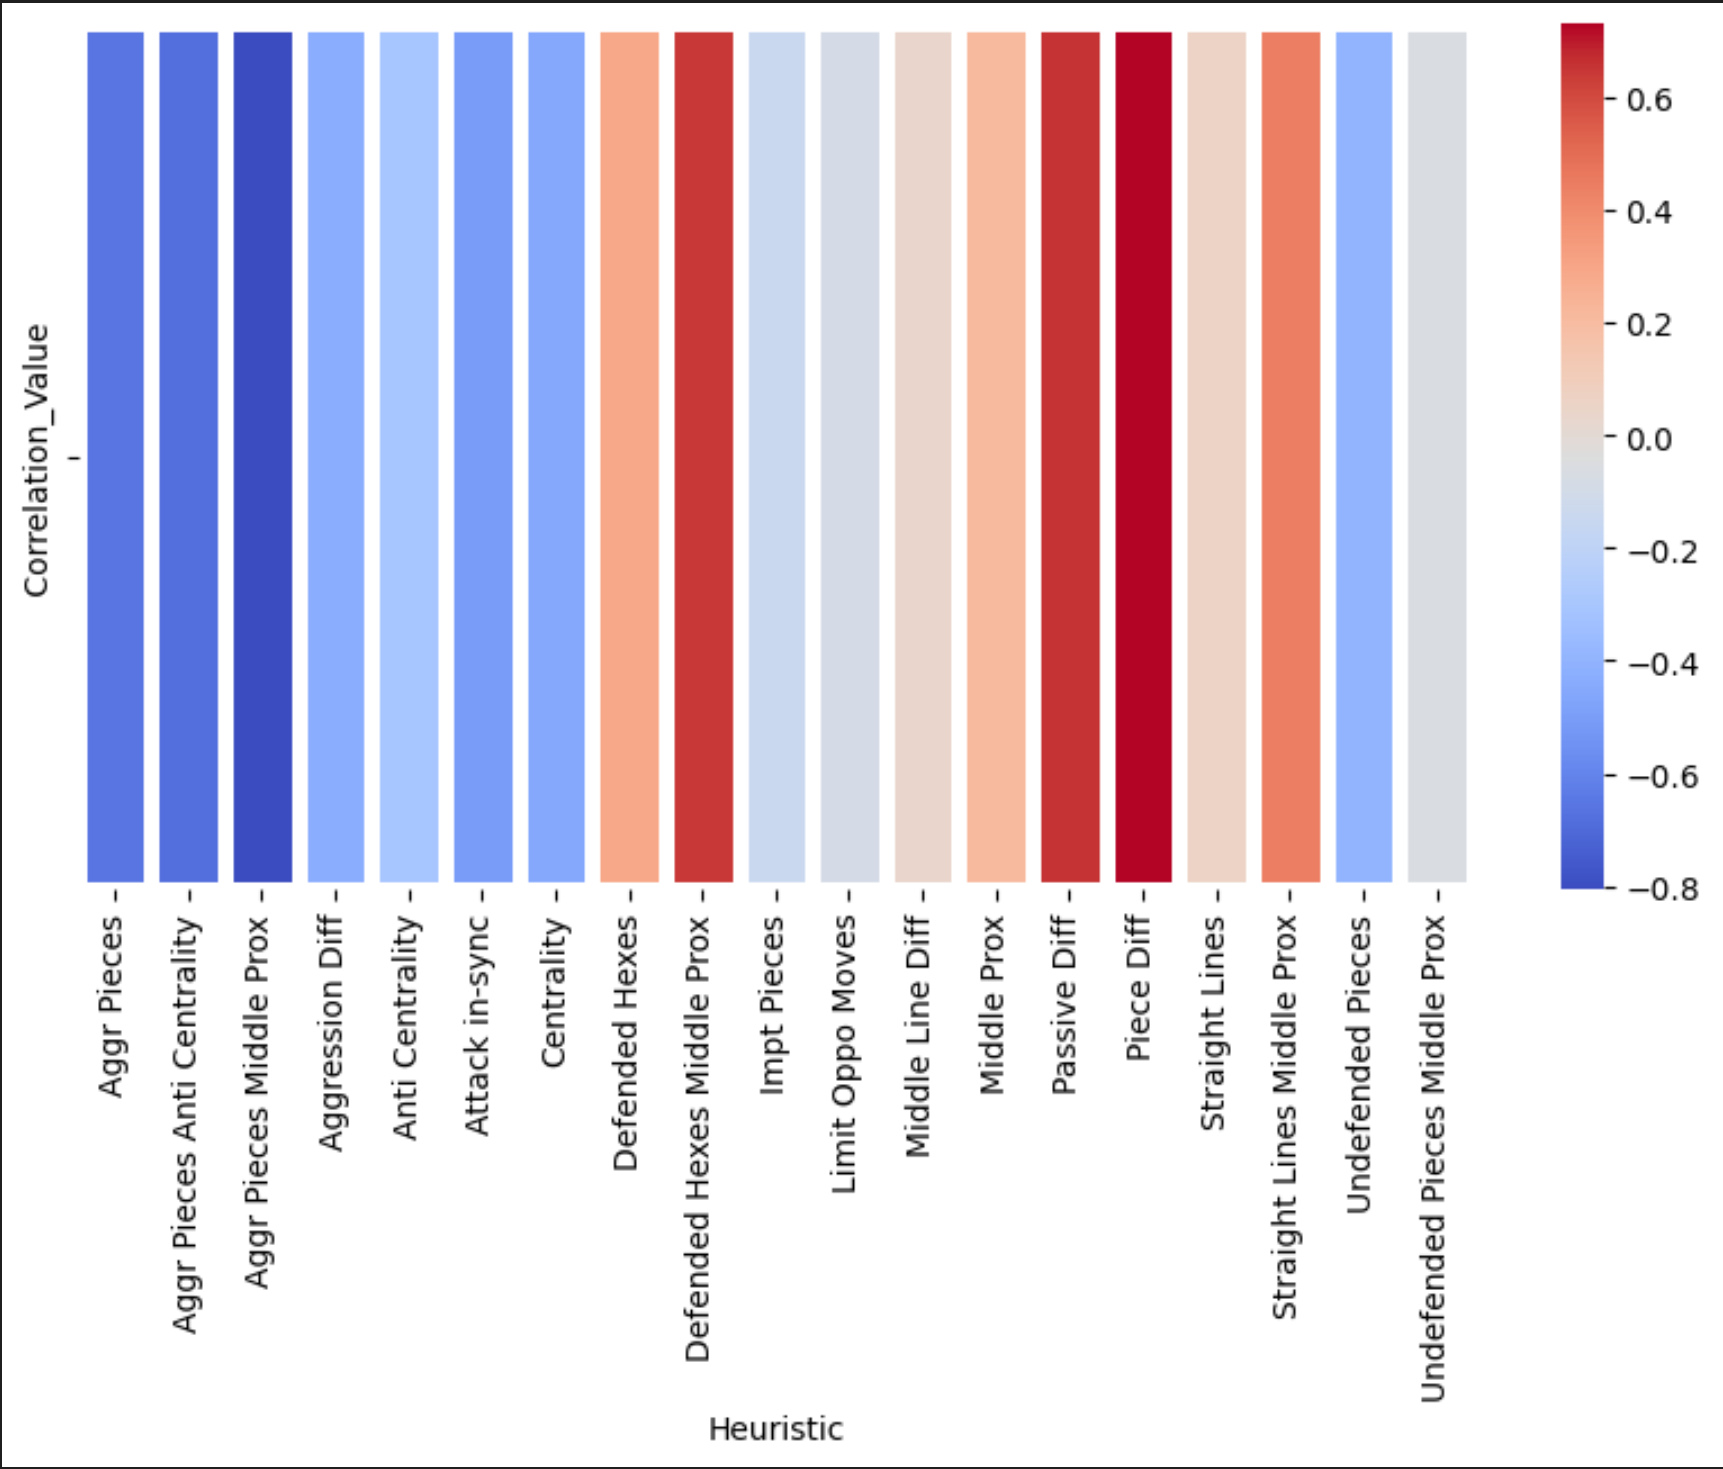 Correlation_Value
Aggr Pieces
Aggr Pieces Anti Centrality
Aggr Pieces Middle Prox
Aggression Diff
Anti Centrality
Attack in-sync
Centrality
Defended Hexes
Defended Hexes Middle Prox
Impt Pieces
Limit Oppo Moves
Middle Line Diff
Middle Prox
Passive Diff
Piece Diff
Straight Lines
Straight Lines Middle Prox
Undefended Pieces
Undefended Pieces Middle Prox
Heuristic
0.6
0.4
0.2
0.0
−0.2
−0.4
−0.6
−0.8